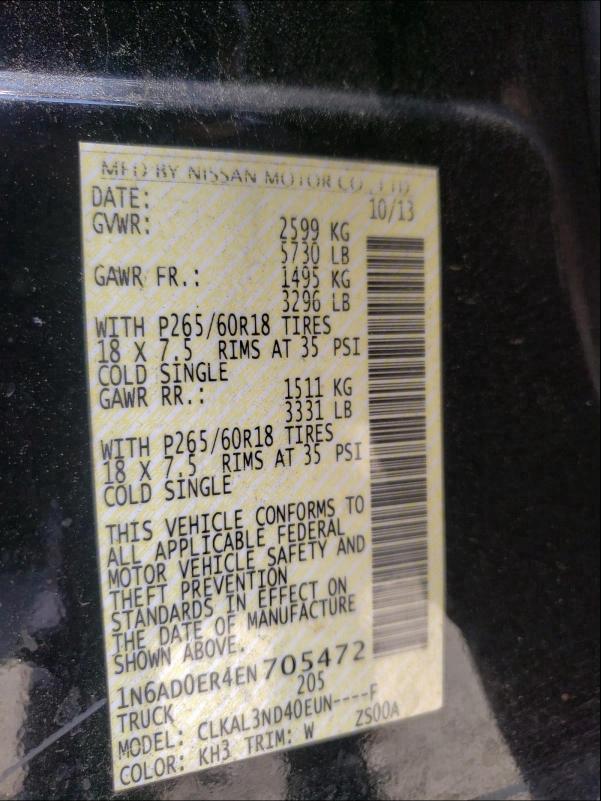 MFD BY NISSAN MOTOR CO.,LTD
DATE: 10/13
GVWR: 2599 KG
5730 LB
GAWR FR.: 1495 KG
3296 LB
WITH P265/60R18 TIRES
18 X 7.5 RIMS AT 35 PSI
COLD SINGLE
GAWR RR.: 1511 KG
3331 LB
WITH P265/60R18 TIRES
18 X 7.5 RIMS AT 35 PSI
COLD SINGLE
THIS VEHICLE CONFORMS TO
ALL APPLICABLE FEDERAL
MOTOR VEHICLE SAFETY AND
THEFT PREVENTION
STANDARDS IN EFFECT ON
THE DATE OF MANUFACTURE
SHOWN ABOVE.
1N6AD0ER4EN705472
TRUCK 205
MODEL: CLKAL3ND40EUN----F
COLOR: KH3 TRIM: W ZS00A